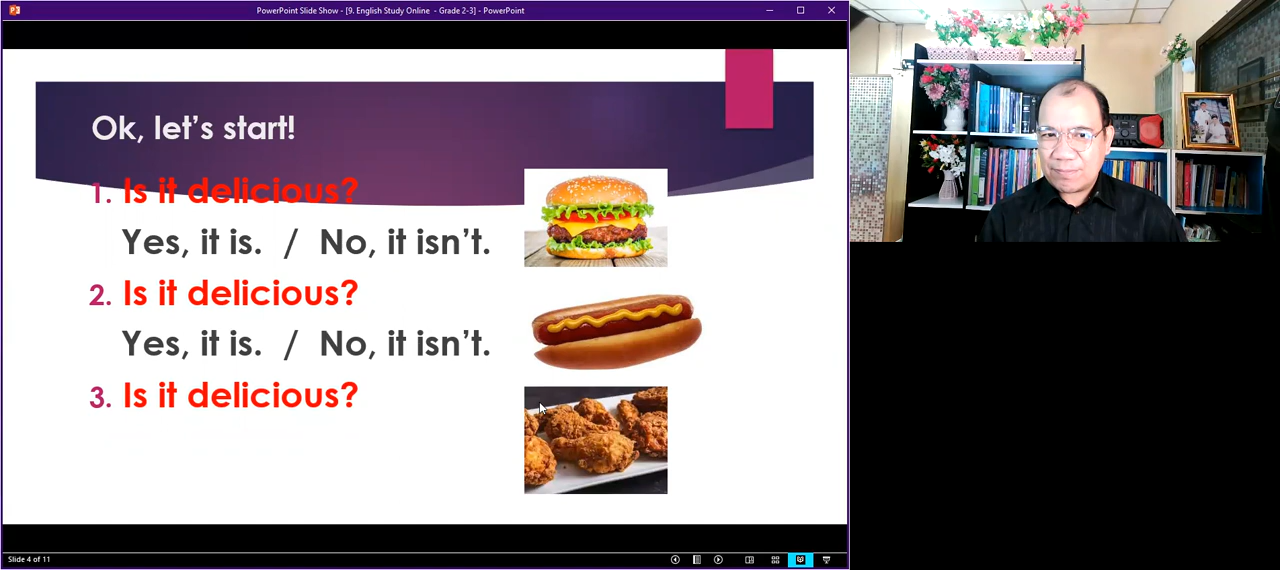 PowerPoint Slide Show - [9. English Study Online - Grade 2-3] - PowerPoint
Ok, let's start!
1. Is it delicious?
Yes, it is. / No, it isn't.
2. Is it delicious?
Yes, it is. / No, it isn't.
3. Is it delicious?
Slide 4 of 11